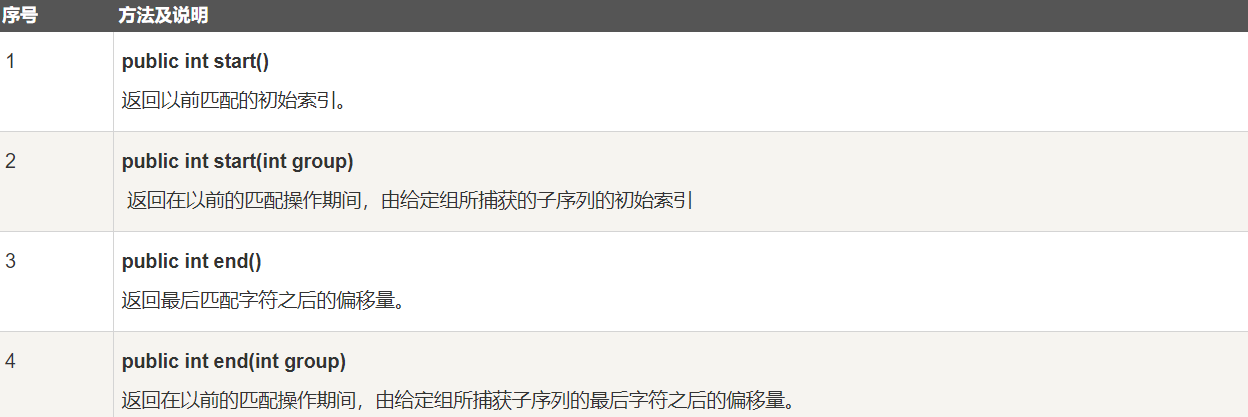 序号 方法及说明
1 public int start()
返回以前匹配的初始索引。
2 public int start(int group)
返回在以前的匹配操作期间，由给定组所捕获的子序列的初始索引
3 public int end()
返回最后匹配字符之后的偏移量。
4 public int end(int group)
返回在以前的匹配操作期间，由给定组所捕获子序列的最后字符之后的偏移量。